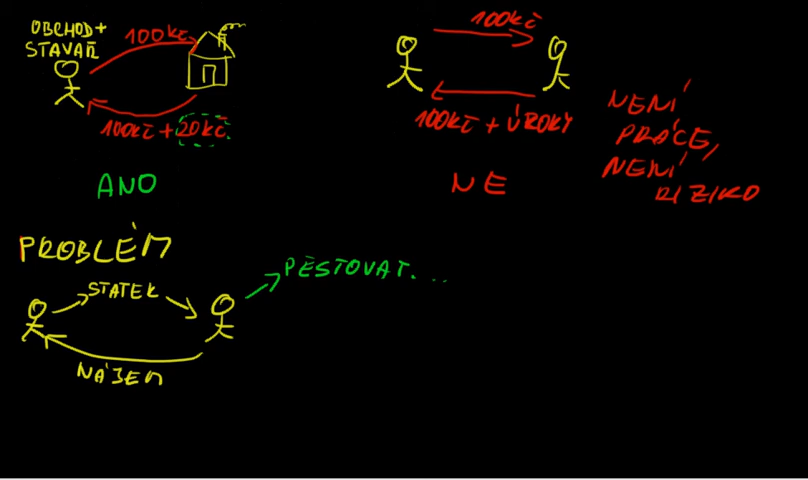 OBCHOD +
STAVAŘ
100Kč
100Kč + 20Kč
ANO
100Kč
100Kč + ÚROKY
NE
NENÍ
PRÁCE,
NENÍ
RIZIKO
PROBLÉM
STATEK
NÁJEM
PĚSTOVAT...